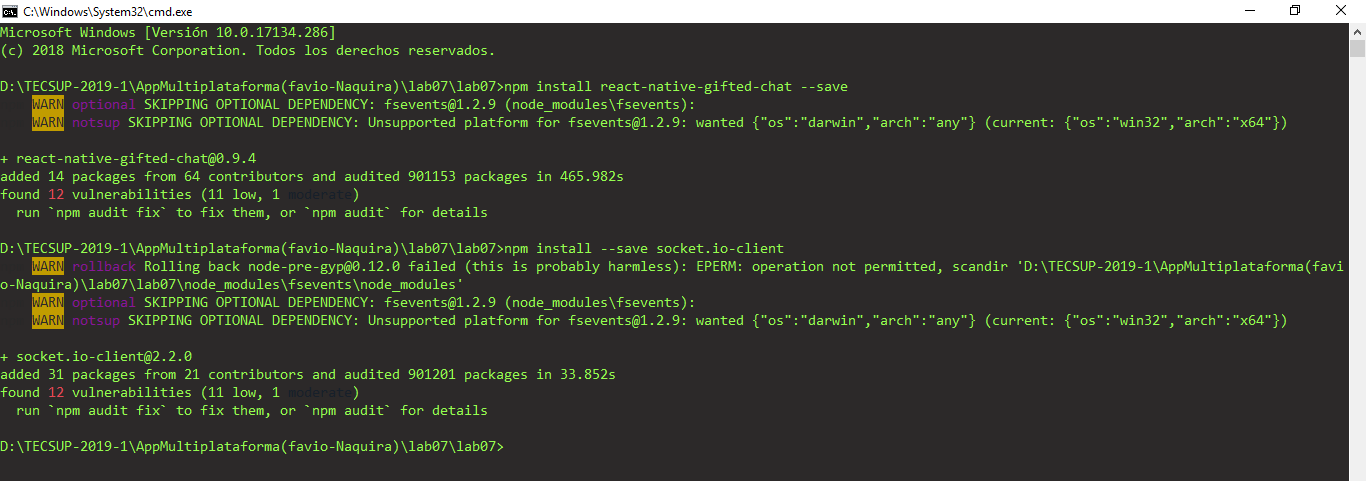 C:\Windows\System32\cmd.exe
Microsoft Windows [Versión 10.0.17134.286]
(c) 2018 Microsoft Corporation. Todos los derechos reservados.
D:\TECSUP-2019-1\AppMultiplataforma(favio-Naquira)\lab07\lab07>npm install react-native-gifted-chat --save
WARN optional SKIPPING OPTIONAL DEPENDENCY: fsevents@1.2.9 (node_modules\fsevents):
WARN notsup SKIPPING OPTIONAL DEPENDENCY: Unsupported platform for fsevents@1.2.9: wanted {"os":"darwin","arch":"any"} (current: {"os":"win32","arch":"x64"})
+ react-native-gifted-chat@0.9.4
added 14 packages from 64 contributors and audited 901153 packages in 465.982s
found 12 vulnerabilities (11 low, 1 moderate)
run `npm audit fix` to fix them, or `npm audit` for details
D:\TECSUP-2019-1\AppMultiplataforma(favio-Naquira)\lab07\lab07>npm install --save socket.io-client
WARN rollback Rolling back node-pre-gyp@0.12.0 failed (this is probably harmless): EPERM: operation not permitted, scandir 'D:\TECSUP-2019-1\AppMultiplataforma(favi
o-Naquira)\lab07\lab07\node_modules\fsevents\node_modules'
WARN optional SKIPPING OPTIONAL DEPENDENCY: fsevents@1.2.9 (node_modules\fsevents):
WARN notsup SKIPPING OPTIONAL DEPENDENCY: Unsupported platform for fsevents@1.2.9: wanted {"os":"darwin","arch":"any"} (current: {"os":"win32","arch":"x64"})
+ socket.io-client@2.2.0
added 31 packages from 21 contributors and audited 901201 packages in 33.852s
found 12 vulnerabilities (11 low, 1 moderate)
run `npm audit fix` to fix them, or `npm audit` for details
D:\TECSUP-2019-1\AppMultiplataforma(favio-Naquira)\lab07\lab07>